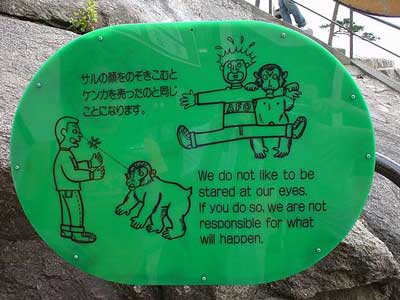 サルの顔をのぞきこむと
ケンカを売ったのと同じ
ことになります。
We do not like to be
stared at our eyes.
If you do so, we are not
responsible for what
will happen.